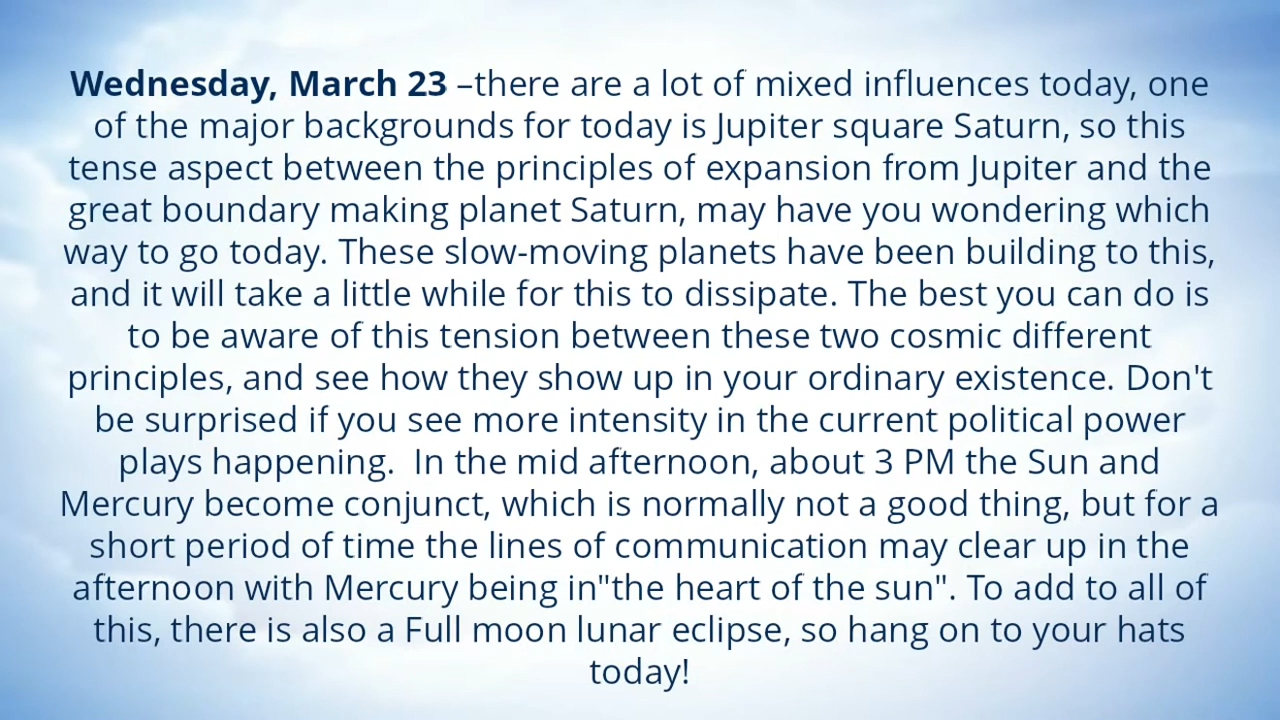 Wednesday, March 23 –there are a lot of mixed influences today, one
of the major backgrounds for today is Jupiter square Saturn, so this
tense aspect between the principles of expansion from Jupiter and the
great boundary making planet Saturn, may have you wondering which
way to go today. These slow-moving planets have been building to this,
and it will take a little while for this to dissipate. The best you can do is
to be aware of this tension between these two cosmic different
principles, and see how they show up in your ordinary existence. Don't
be surprised if you see more intensity in the current political power
plays happening.  In the mid afternoon, about 3 PM the Sun and
Mercury become conjunct, which is normally not a good thing, but for a
short period of time the lines of communication may clear up in the
afternoon with Mercury being in"the heart of the sun". To add to all of
this, there is also a Full moon lunar eclipse, so hang on to your hats
today!